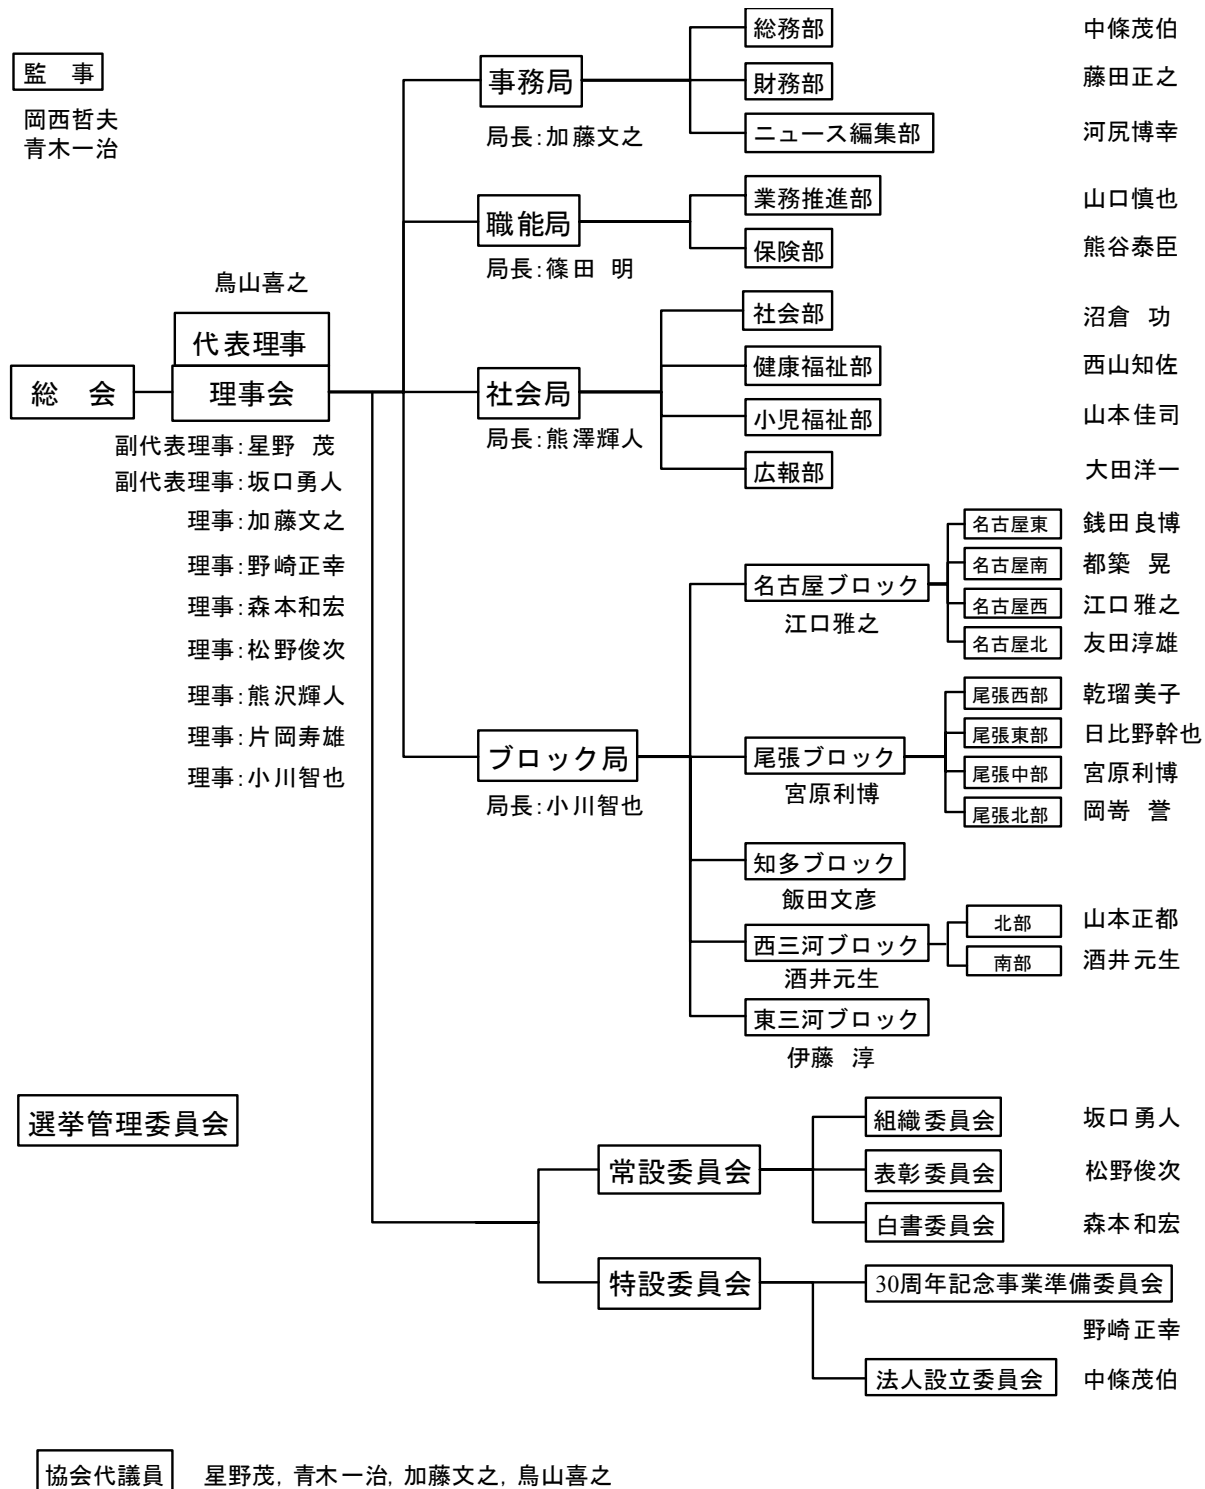 監　事
岡西哲夫
青木一治
総　会
鳥山喜之
代表理事
理事会
副代表理事:星野　茂
副代表理事:坂口勇人
理事:加藤文之
理事:野崎正幸
理事:森本和宏
理事:松野俊次
理事:熊沢輝人
理事:片岡寿雄
理事:小川智也
事務局
局長:加藤文之
総務部　中條茂伯
財務部　藤田正之
ニュース編集部　河尻博幸
職能局
局長:篠田　明
業務推進部　山口慎也
保険部　熊谷泰臣
社会局
局長:熊澤輝人
社会部　沼倉　功
健康福祉部　西山知佐
小児福祉部　山本佳司
広報部　大田洋一
ブロック局
局長:小川智也
名古屋ブロック
江口雅之
名古屋東　銭田良博
名古屋南　都築　晃
名古屋西　江口雅之
名古屋北　友田淳雄
尾張ブロック
宮原利博
尾張西部　乾瑠美子
尾張東部　日比野幹也
尾張中部　宮原利博
尾張北部　岡嵜　誉
知多ブロック
飯田文彦
西三河ブロック
酒井元生
北部　山本正都
南部　酒井元生
東三河ブロック
伊藤　淳
選挙管理委員会
常設委員会
組織委員会　坂口勇人
表彰委員会　松野俊次
白書委員会　森本和宏
特設委員会
30周年記念事業準備委員会
野崎正幸
法人設立委員会　中條茂伯
協会代議員　星野茂, 青木一治, 加藤文之, 鳥山喜之